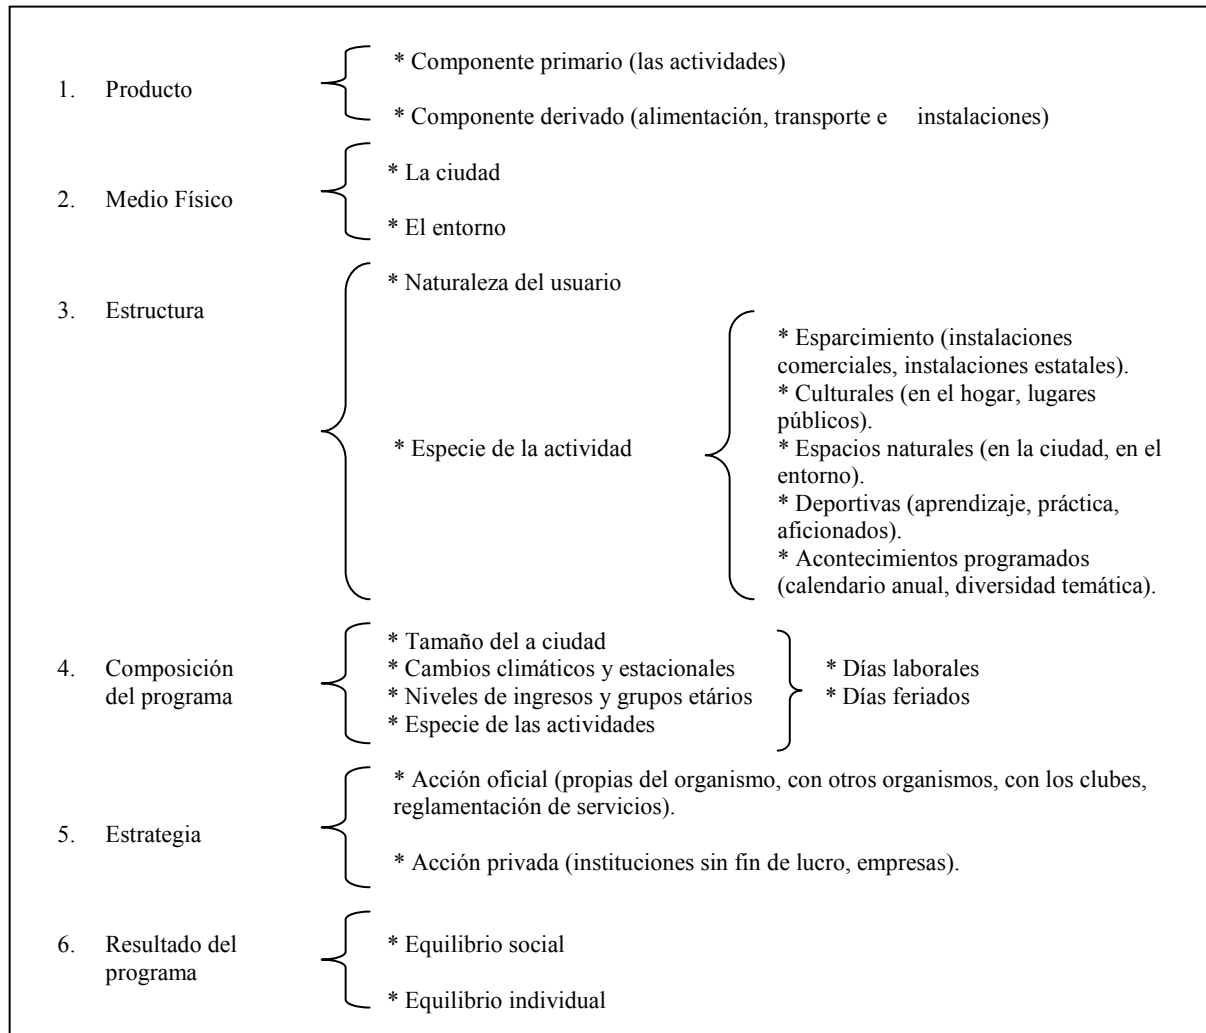 * Componente primario (las actividades)
1. Producto
* Componente derivado (alimentación, transporte e instalaciones)
* La ciudad
2. Medio Físico
* El entorno
* Naturaleza del usuario
3. Estructura
* Esparcimiento (instalaciones
comerciales, instalaciones estatales).
* Culturales (en el hogar, lugares
públicos).
* Especie de la actividad
* Espacios naturales (en la ciudad, en el
entorno).
* Deportivas (aprendizaje, práctica,
aficionados).
* Acontecimientos programados
(calendario anual, diversidad temática).
* Tamaño del a ciudad
4. Composición
del programa
* Cambios climáticos y estacionales
* Niveles de ingresos y grupos etários
* Especie de las actividades
* Días laborales
* Días feriados
* Acción oficial (propias del organismo, con otros organismos, con los clubes,
reglamentación de servicios).
5. Estrategia
* Acción privada (instituciones sin fin de lucro, empresas).
6. Resultado del
programa
* Equilibrio social
* Equilibrio individual